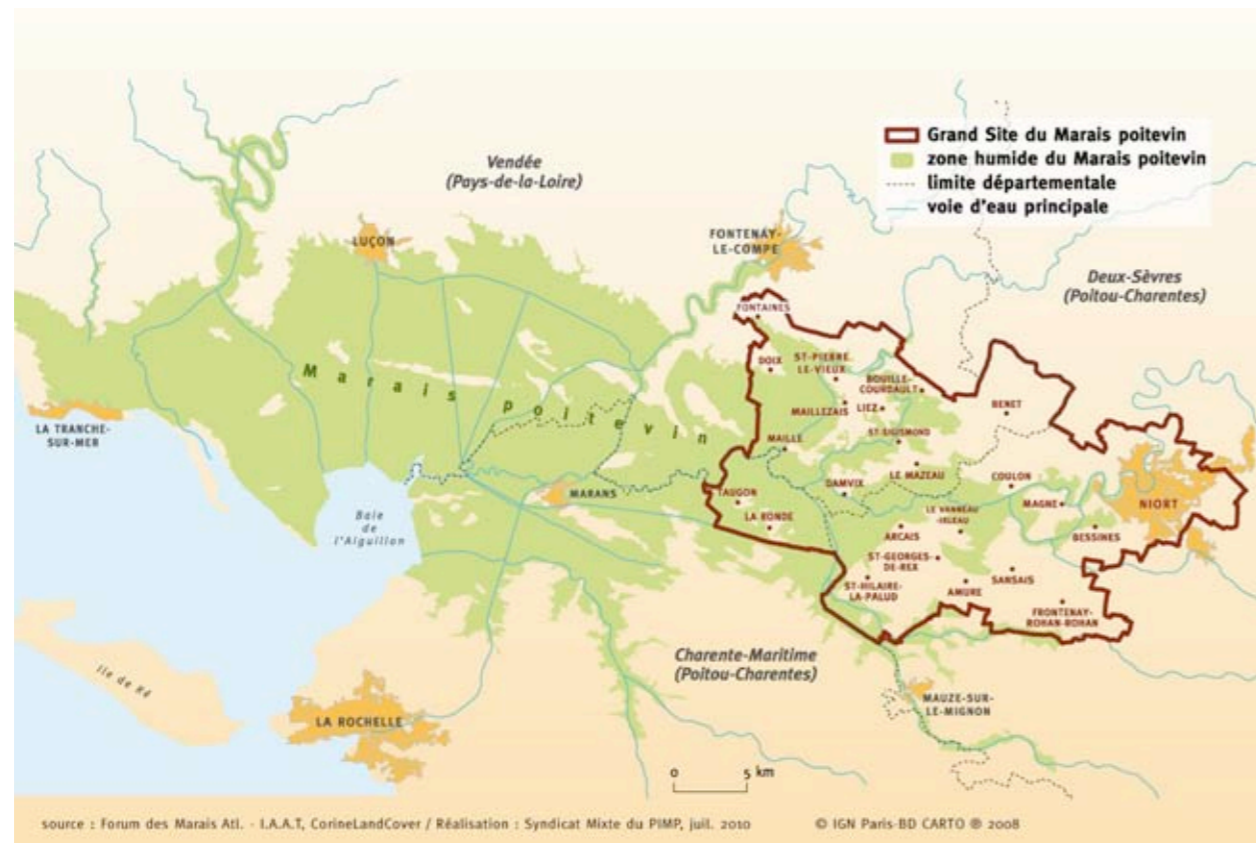 Grand Site du Marais poitevin
zone humide du Marais poitevin
limite départementale
voie d'eau principale
Vendée
(Pays-de-la-Loire)
LUÇON
FONTENAY-
LE-COMPE
Deux-Sèvres
(Poitou-Charentes)
FONTAINES
DOIX
ST-PIERRE-
LE-VIEUX
BOUILLE-
COURDAULT
Marais poitevin
MAILLEZAIS
LIEZ
BENET
LA TRANCHE-
SUR-MER
MAILLE
ST-SIGISMOND
LE MAZEAU
COULON
DAMVIX
MARANS
TAUGON
MAGNE
NIORT
LA RONDE
LE VANNEAU
-IRLEAU
Baie
de
l'Aiguillon
ARCAIS
BESSINES
ST-GEORGES-
DE-REX
ST-HILAIRE-
LA-PALUD
AMURE
SANSAIS
FRONTENAY-
ROHAN-ROHAN
Charente-Maritime
(Poitou-Charentes)
Ile de Ré
MAUZE-SUR-
LE-MIGNON
LA ROCHELLE
0 5 km
source : Forum des Marais Atl. - I.A.A.T, CorineLandCover / Réalisation : Syndicat Mixte du PIMP, juil. 2010 © IGN Paris-BD CARTO ® 2008